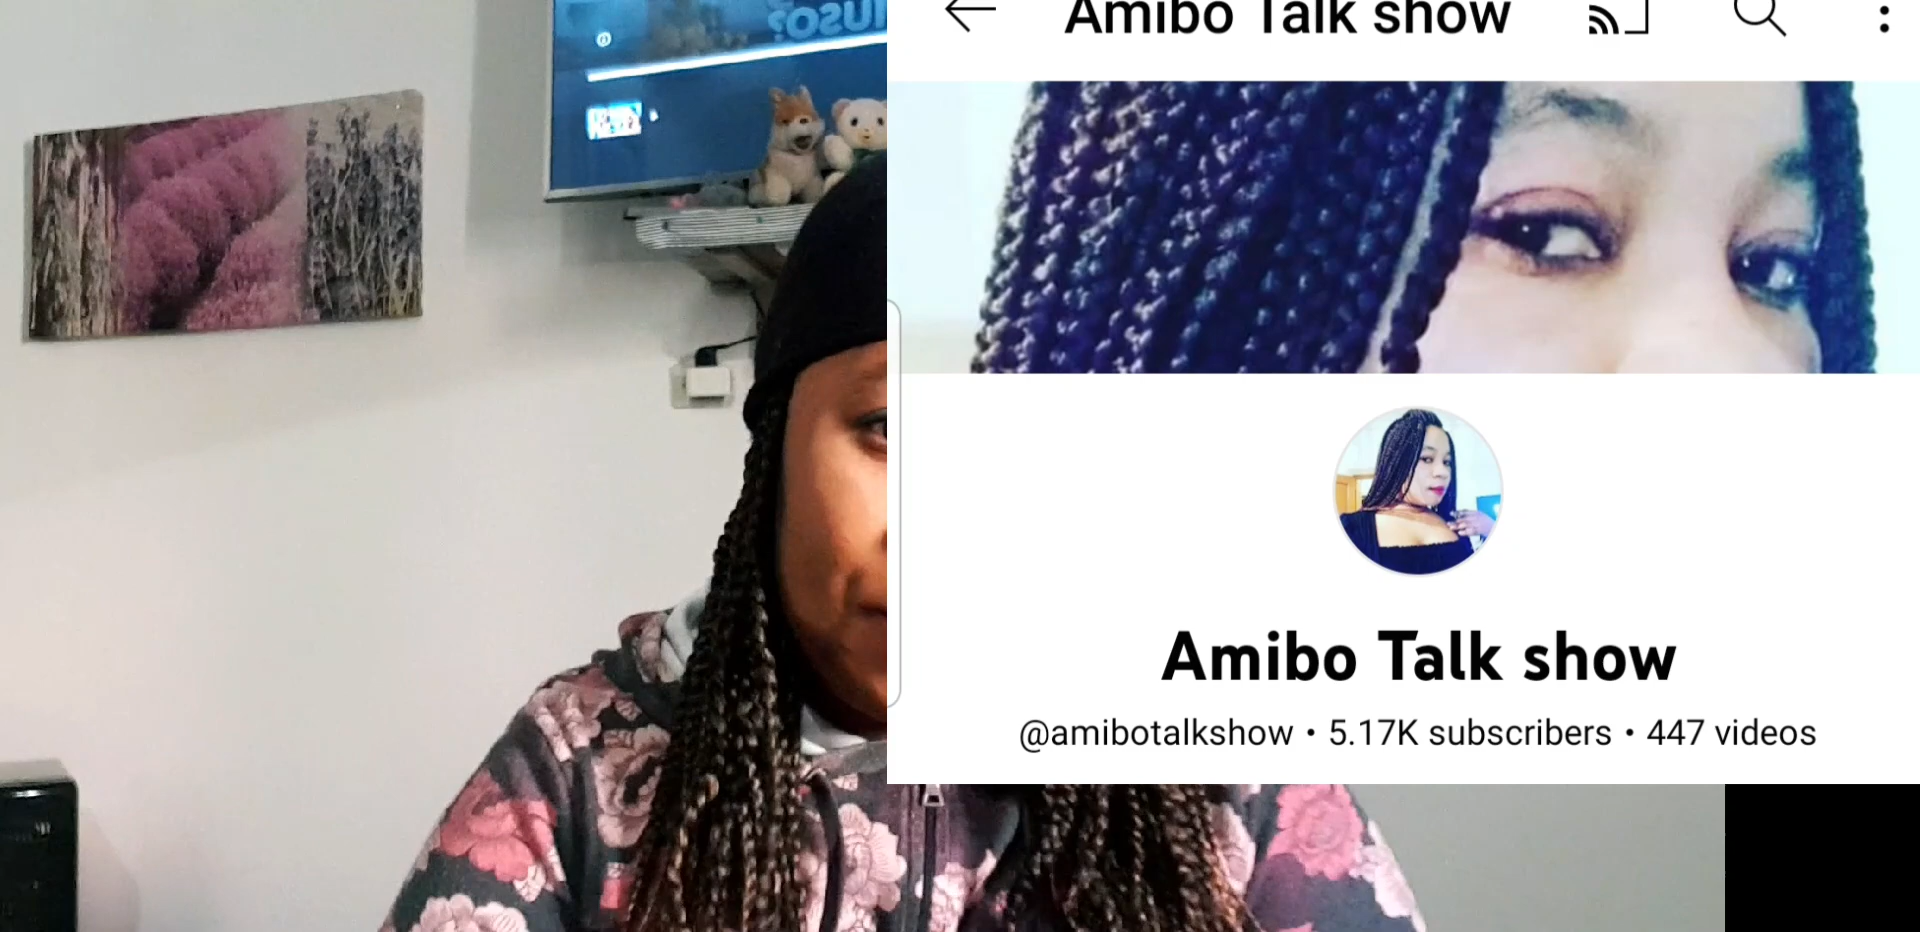 Amibo Talk show
Amibo Talk show
@amibotalkshow • 5.17K subscribers • 447 videos